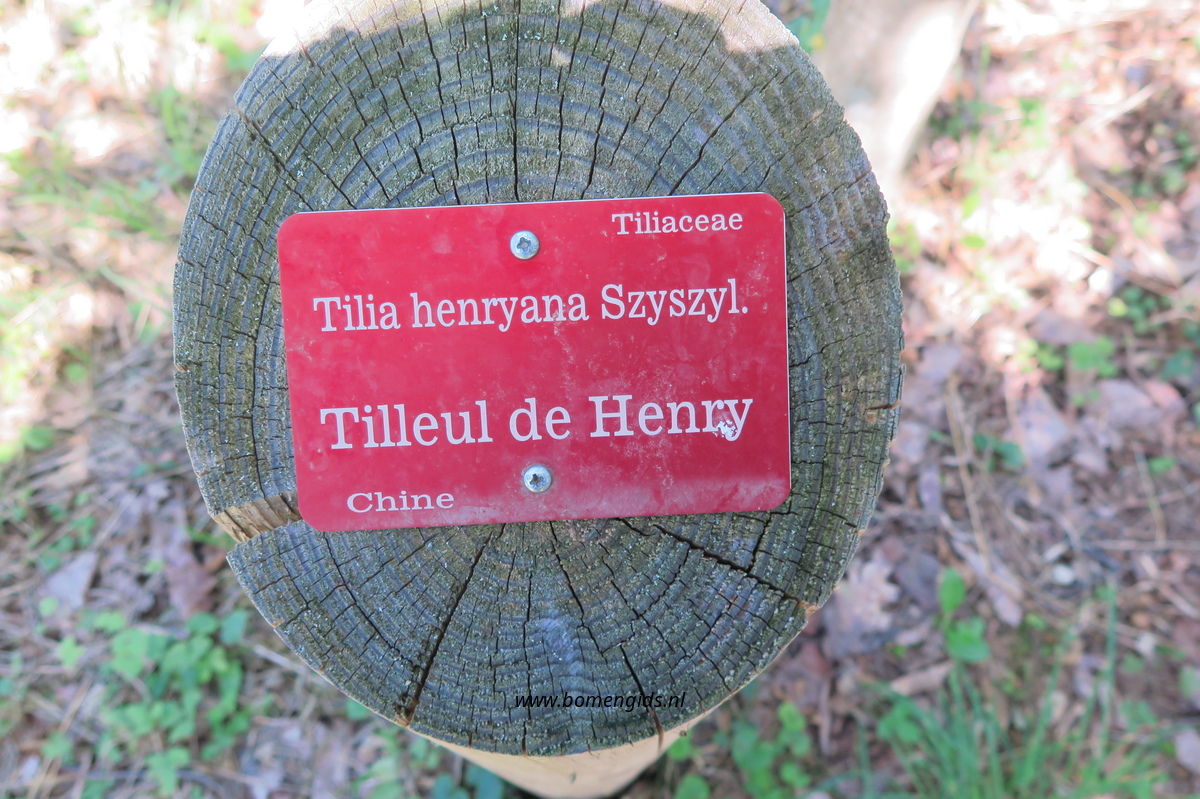 Tiliaceae
Tilia henryana Szyszyl.
Tilleul de Henry
Chine
www.bomengids.nl